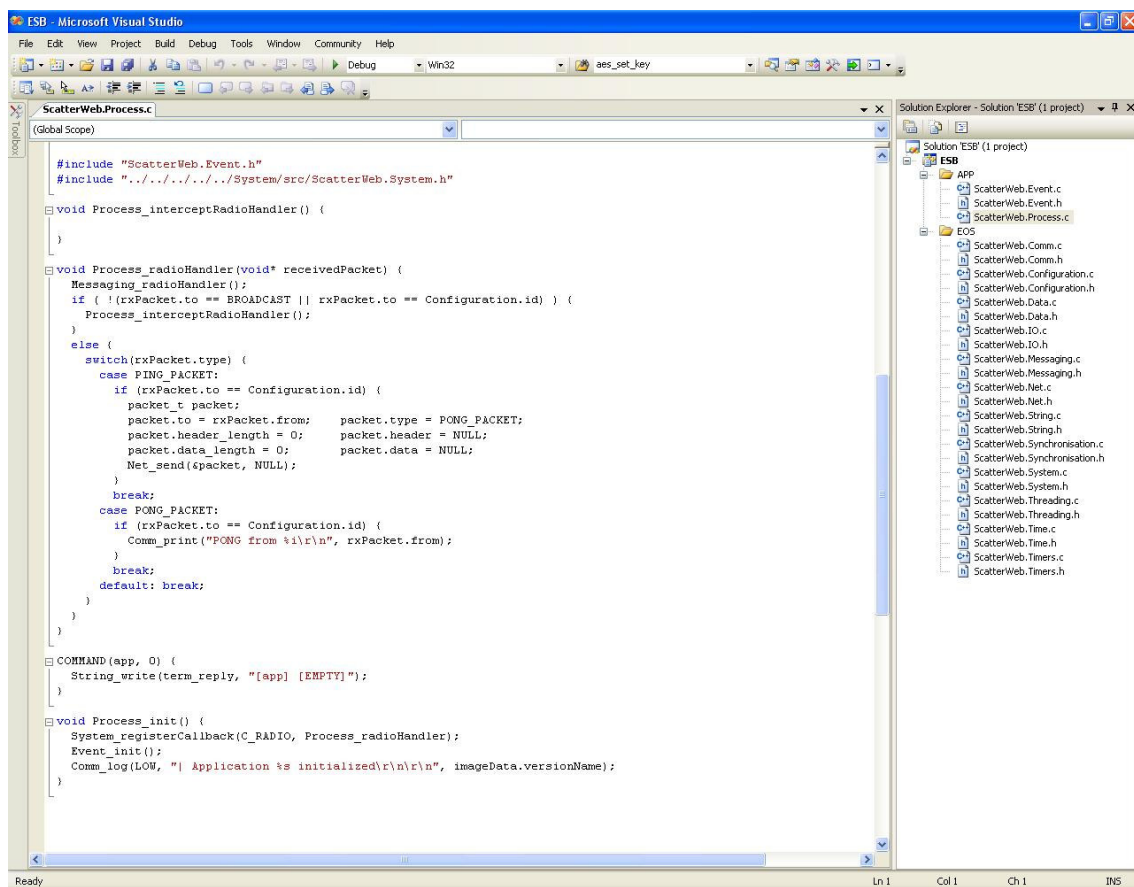 ESB - Microsoft Visual Studio
File Edit View Project Build Debug Tools Window Community Help
Debug Win32 aes_set_key
Toolbox
ScatterWeb.Process.c
(Global Scope)
#include "ScatterWeb.Event.h"
#include "../../../../../System/src/ScatterWeb.System.h"
void Process_interceptRadioHandler() {
}
void Process_radioHandler(void* receivedPacket) {
Messaging_radioHandler();
if ( !(rxPacket.to == BROADCAST || rxPacket.to == Configuration.id) ) {
Process_interceptRadioHandler();
}
else {
switch(rxPacket.type) {
case PING_PACKET:
if (rxPacket.to == Configuration.id) {
packet_t packet;
packet.to = rxPacket.from; packet.type = PONG_PACKET;
packet.header_length = 0; packet.header = NULL;
packet.data_length = 0; packet.data = NULL;
Net_send(&packet, NULL);
}
break;
case PONG_PACKET:
if (rxPacket.to == Configuration.id) {
Comm_print("PONG from %i\r\n", rxPacket.from);
}
break;
default: break;
}
}
}
COMMAND(app, 0) {
String_write(term_reply, "[app] [EMPTY]");
}
void Process_init() {
System_registerCallback(C_RADIO, Process_radioHandler);
Event_init();
Comm_log(LOW, "| Application %s initialized\r\n\r\n", imageData.versionName);
}
Solution Explorer - Solution 'ESB' (1 project)
Solution 'ESB' (1 project)
ESB
APP
ScatterWeb.Event.c
ScatterWeb.Event.h
ScatterWeb.Process.c
EOS
ScatterWeb.Comm.c
ScatterWeb.Comm.h
ScatterWeb.Configuration.c
ScatterWeb.Configuration.h
ScatterWeb.Data.c
ScatterWeb.Data.h
ScatterWeb.IO.c
ScatterWeb.IO.h
ScatterWeb.Messaging.c
ScatterWeb.Messaging.h
ScatterWeb.Net.c
ScatterWeb.Net.h
ScatterWeb.String.c
ScatterWeb.String.h
ScatterWeb.Synchronisation.c
ScatterWeb.Synchronisation.h
ScatterWeb.System.c
ScatterWeb.System.h
ScatterWeb.Threading.c
ScatterWeb.Threading.h
ScatterWeb.Time.c
ScatterWeb.Time.h
ScatterWeb.Timers.c
ScatterWeb.Timers.h
Ready Ln 1 Col 1 Ch 1 INS